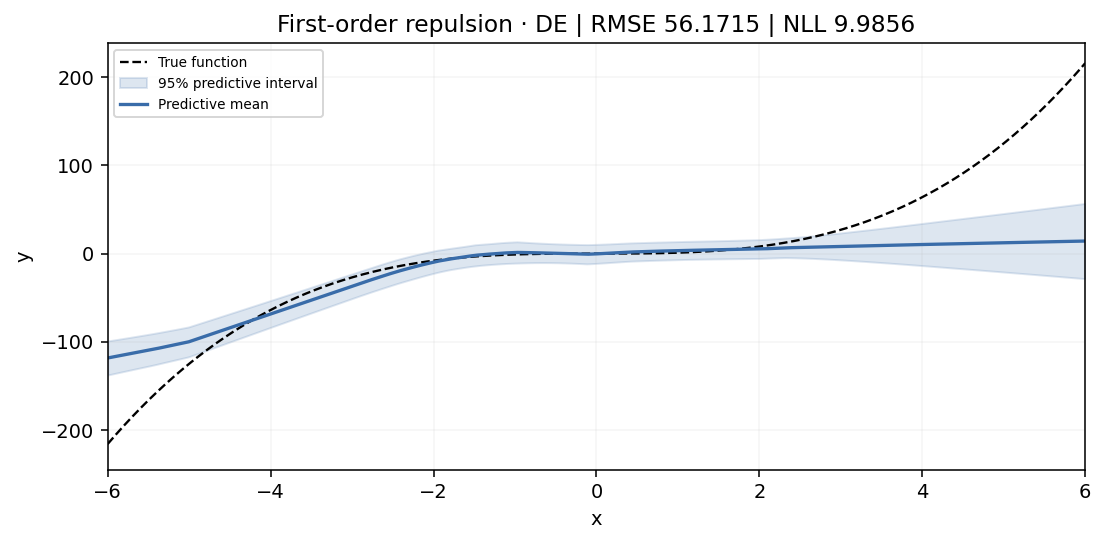 First-order repulsion · DE | RMSE 56.1715 | NLL 9.9856
True function
95% predictive interval
Predictive mean
200
100
0
−100
−200
y
−6 −4 −2 0 2 4 6
x